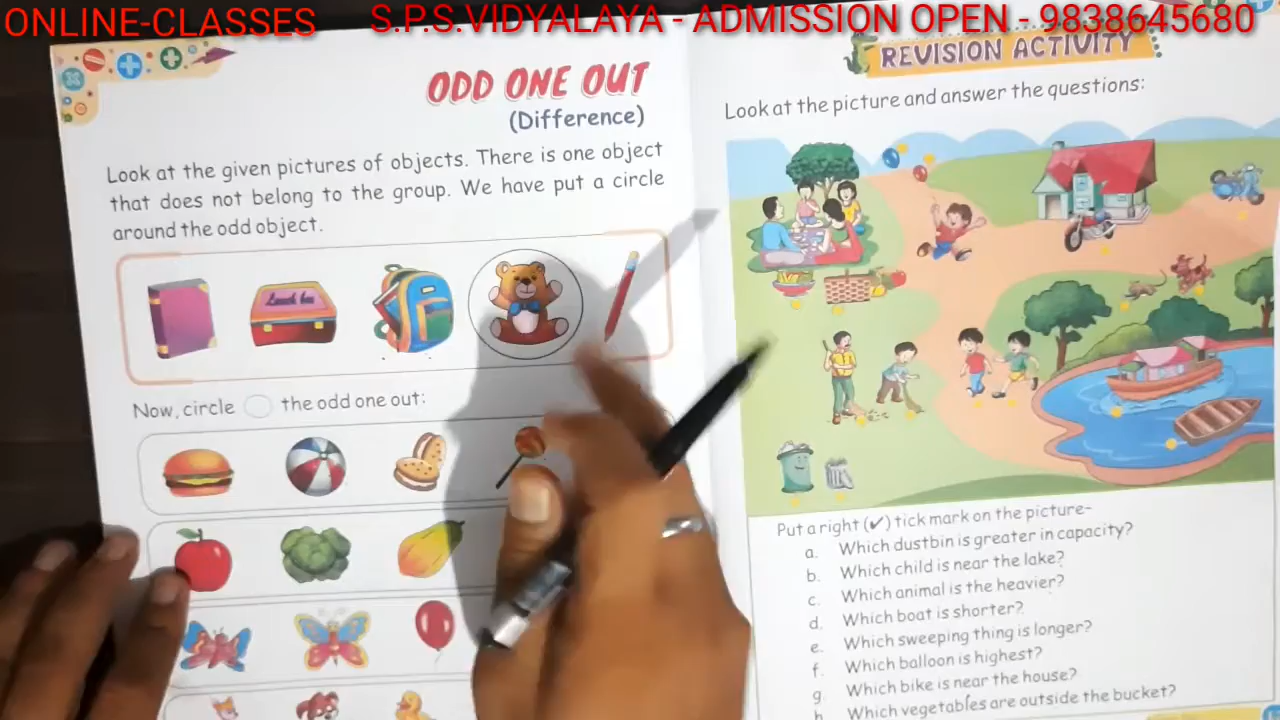 ONLINE-CLASSES S.P.S.VIDYALAYA - ADMISSION OPEN - 9838645680
ODD ONE OUT
(Difference)
Look at the given pictures of objects. There is one object
that does not belong to the group. We have put a circle
around the odd object.
Lunch box
Now, circle the odd one out:
REVISION ACTIVITY
Look at the picture and answer the questions:
Put a right (✓) tick mark on the picture-
a. Which dustbin is greater in capacity?
b. Which child is near the lake?
c. Which animal is the heavier?
d. Which boat is shorter?
e. Which sweeping thing is longer?
f. Which balloon is highest?
g. Which bike is near the house?
h. Which vegetables are outside the bucket?